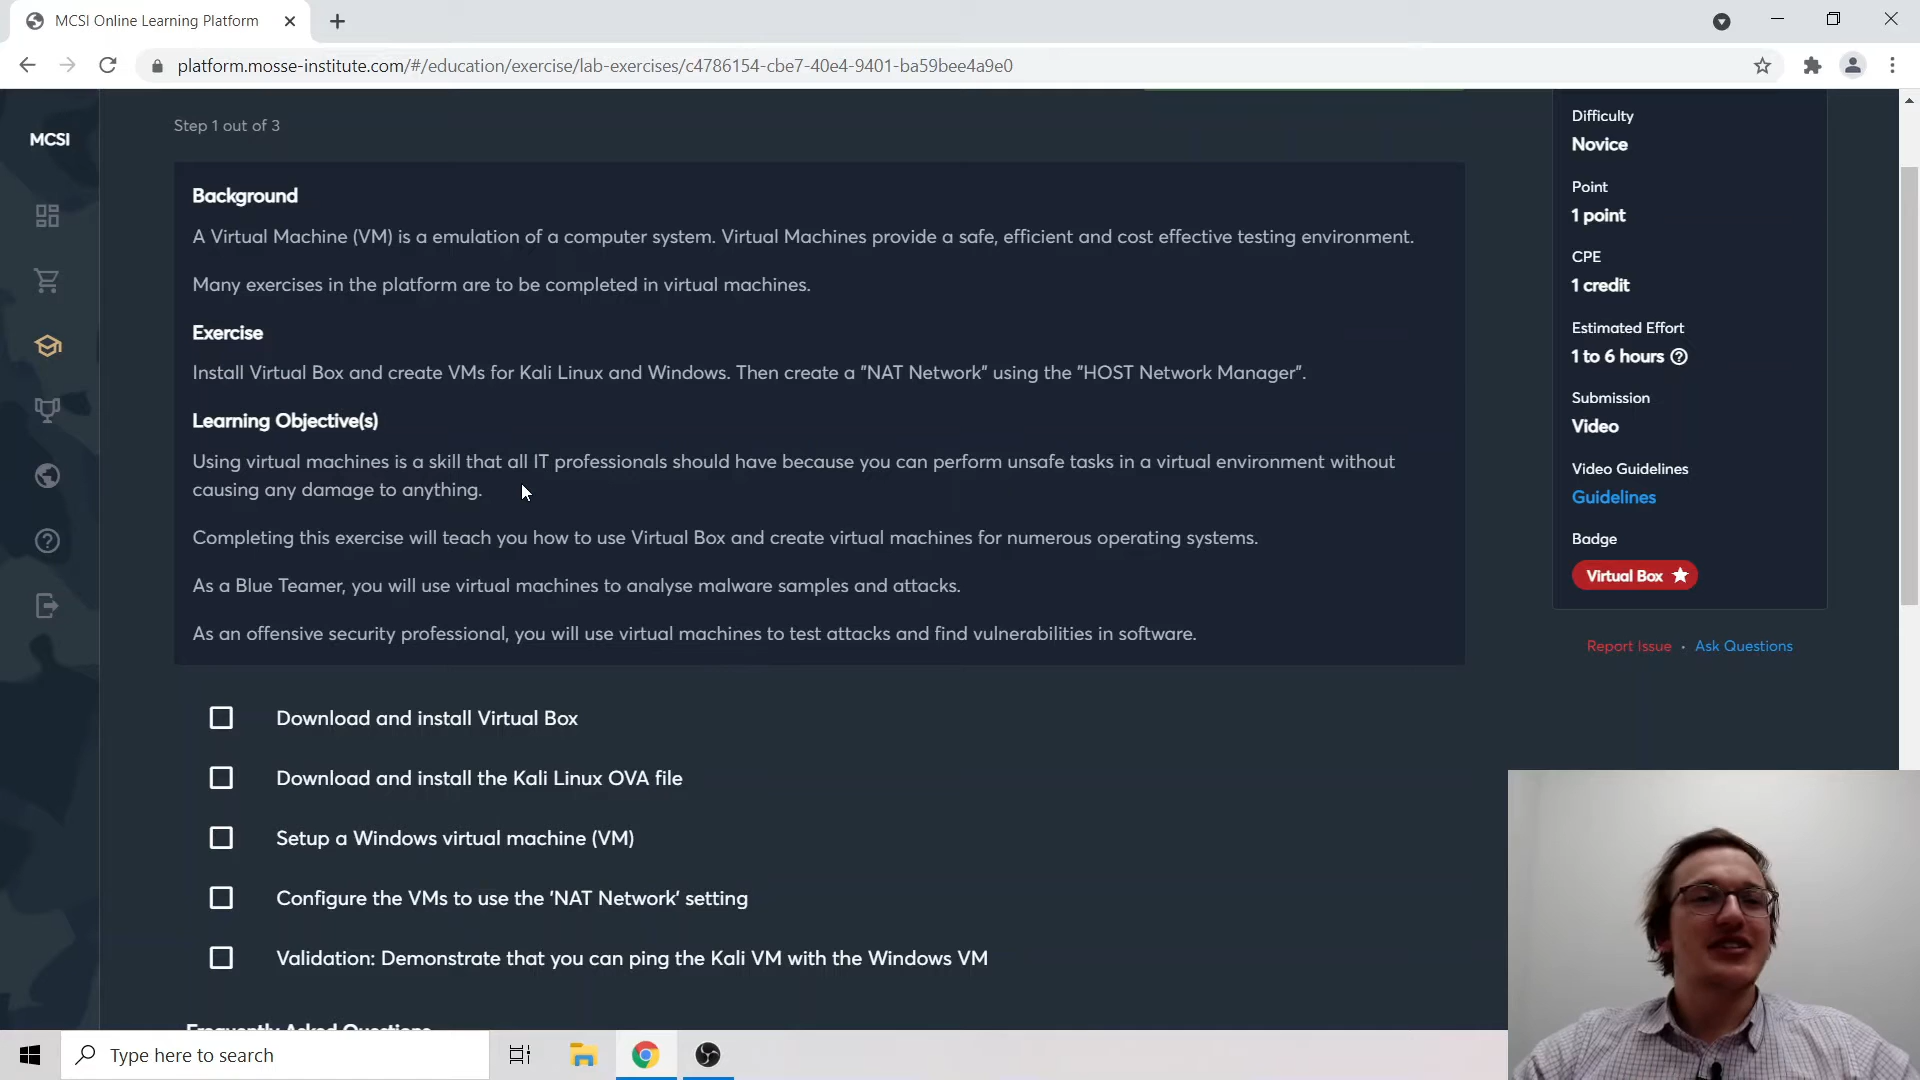 MCSI Online Learning Platform
platform.mosse-institute.com/#/education/exercise/lab-exercises/c4786154-cbe7-40e4-9401-ba59bee4a9e0
MCSI
Step 1 out of 3
Background
A Virtual Machine (VM) is a emulation of a computer system. Virtual Machines provide a safe, efficient and cost effective testing environment.
Many exercises in the platform are to be completed in virtual machines.
Exercise
Install Virtual Box and create VMs for Kali Linux and Windows. Then create a "NAT Network" using the "HOST Network Manager".
Learning Objective(s)
Using virtual machines is a skill that all IT professionals should have because you can perform unsafe tasks in a virtual environment without
causing any damage to anything.
Completing this exercise will teach you how to use Virtual Box and create virtual machines for numerous operating systems.
As a Blue Teamer, you will use virtual machines to analyse malware samples and attacks.
As an offensive security professional, you will use virtual machines to test attacks and find vulnerabilities in software.
Download and install Virtual Box
Download and install the Kali Linux OVA file
Setup a Windows virtual machine (VM)
Configure the VMs to use the 'NAT Network' setting
Validation: Demonstrate that you can ping the Kali VM with the Windows VM
Frequently Asked Questions
Difficulty
Novice
Point
1 point
CPE
1 credit
Estimated Effort
1 to 6 hours
Submission
Video
Video Guidelines
Guidelines
Badge
Virtual Box
Report Issue • Ask Questions
Type here to search